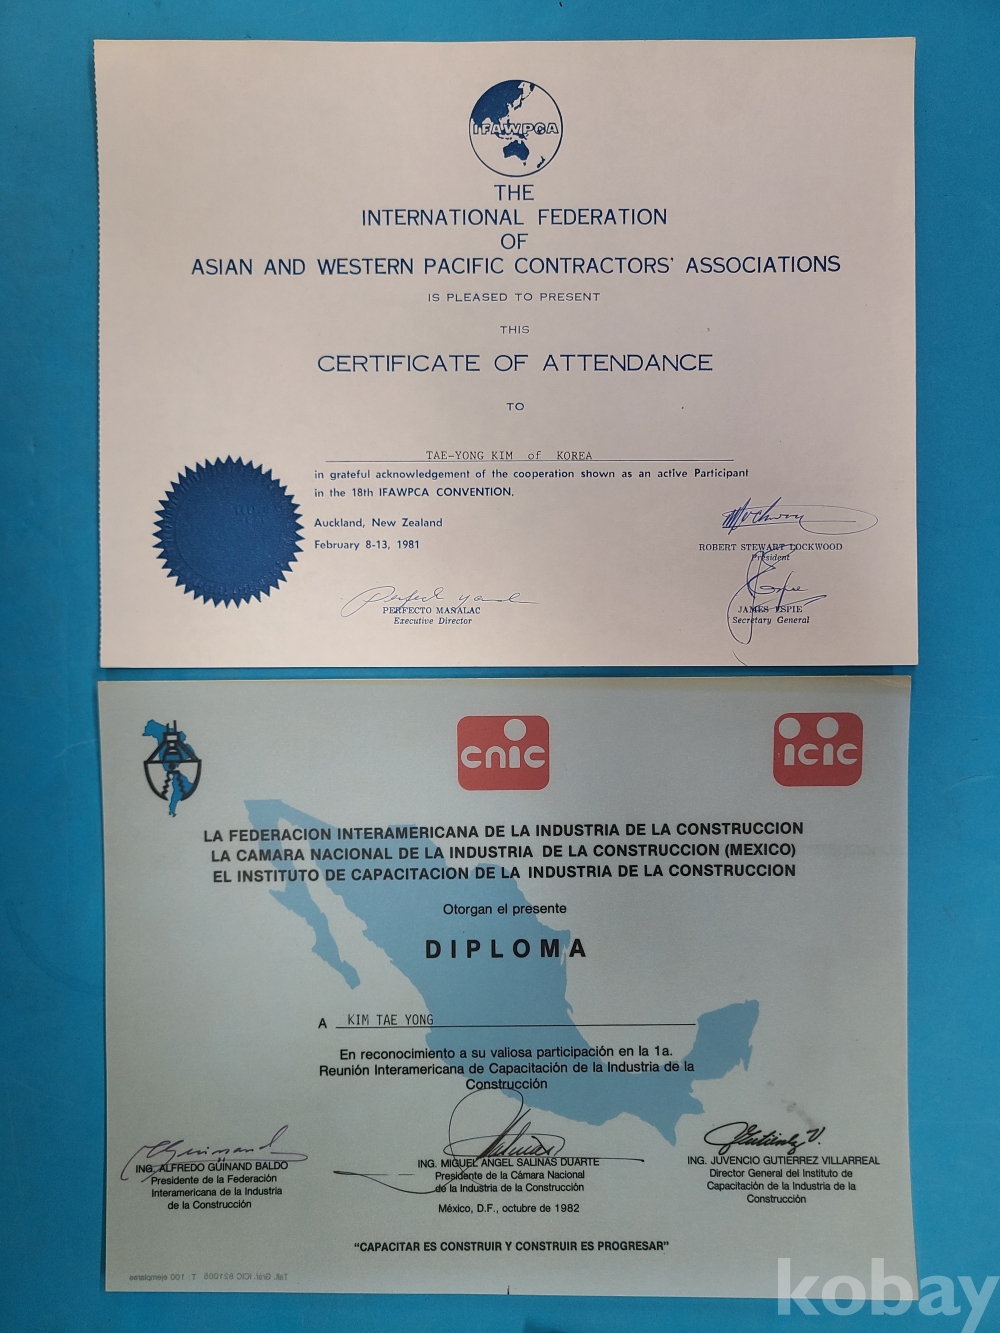 IFAWPCA
THE
INTERNATIONAL FEDERATION
OF
ASIAN AND WESTERN PACIFIC CONTRACTORS' ASSOCIATIONS
IS PLEASED TO PRESENT
THIS
CERTIFICATE OF ATTENDANCE
TO
TAE-YONG KIM of KOREA
in grateful acknowledgement of the cooperation shown as an active Participant
in the 18th IFAWPCA CONVENTION.
Auckland, New Zealand
February 8-13, 1981
ROBERT STEWART LOCKWOOD
President
PERFECTO MAÑALAC
Executive Director
JAMES ESPIE
Secretary General
cnic
icic
LA FEDERACION INTERAMERICANA DE LA INDUSTRIA DE LA CONSTRUCCION
LA CAMARA NACIONAL DE LA INDUSTRIA DE LA CONSTRUCCION (MEXICO)
EL INSTITUTO DE CAPACITACION DE LA INDUSTRIA DE LA CONSTRUCCION
Otorgan el presente
DIPLOMA
A KIM TAE YONG
En reconocimiento a su valiosa participación en la 1a.
Reunión Interamericana de Capacitación de la Industria de la
Construcción
ING. ALFREDO GÜINAND BALDO
Presidente de la Federación
Interamericana de la Industria
de la Construcción
ING. MIGUEL ANGEL SALINAS DUARTE
Presidente de la Cámara Nacional
de la Industria de la Construcción
México, D.F., octubre de 1982
ING. JUVENCIO GUTIERREZ VILLARREAL
Director General del Instituto de
Capacitación de la Industria de la
Construcción
"CAPACITAR ES CONSTRUIR Y CONSTRUIR ES PROGRESAR"
kobay